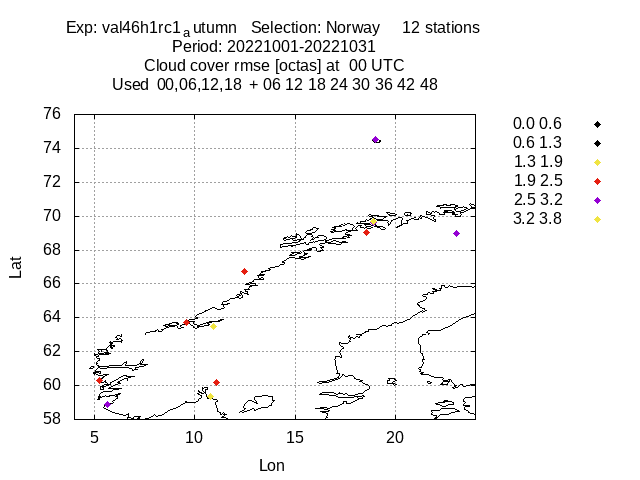 Exp: val46h1rc1_autumn Selection: Norway 12 stations
Period: 20221001-20221031
Cloud cover rmse [octas] at 00 UTC
Used 00,06,12,18 + 06 12 18 24 30 36 42 48
76
74
72
70
68
66
64
62
60
58
Lat
5 10 15 20
Lon
0.0 0.6
0.6 1.3
1.3 1.9
1.9 2.5
2.5 3.2
3.2 3.8